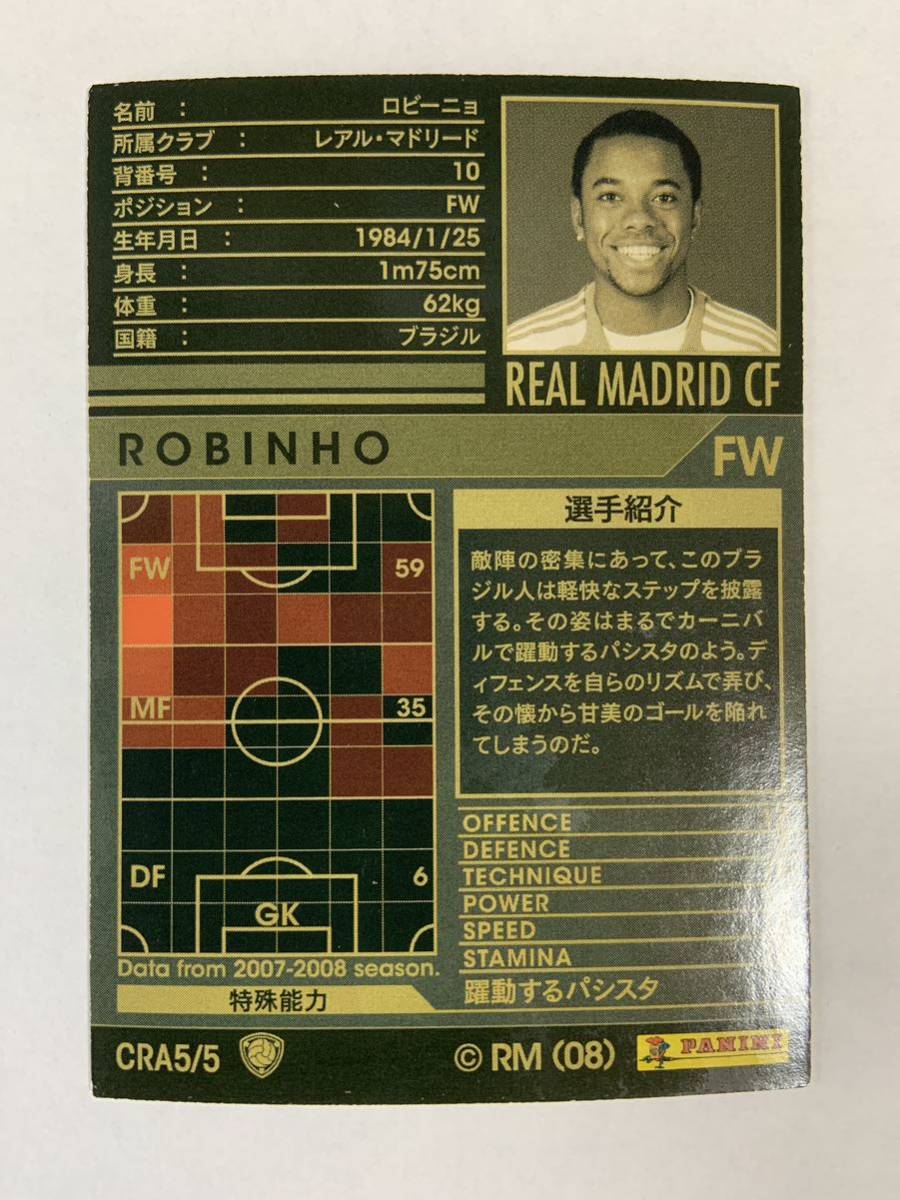 名前 : ロビーニョ
所属クラブ : レアル・マドリード
背番号 : 10
ポジション : FW
生年月日 : 1984/1/25
身長 : 1m75cm
体重 : 62kg
国籍 : ブラジル
REAL MADRID CF
ROBINHO
FW
FW 59
MF 35
DF 6
GK
Data from 2007-2008 season.
特殊能力
選手紹介
敵陣の密集にあって、このブラ
ジル人は軽快なステップを披露
する。その姿はまるでカーニバ
ルで躍動するパシスタのよう。デ
ィフェンスを自らのリズムで弄び、
その懐から甘美のゴールを陥れ
てしまうのだ。
OFFENCE
DEFENCE
TECHNIQUE
POWER
SPEED
STAMINA
躍動するパシスタ
CRA5/5
© RM (08)
PANINI